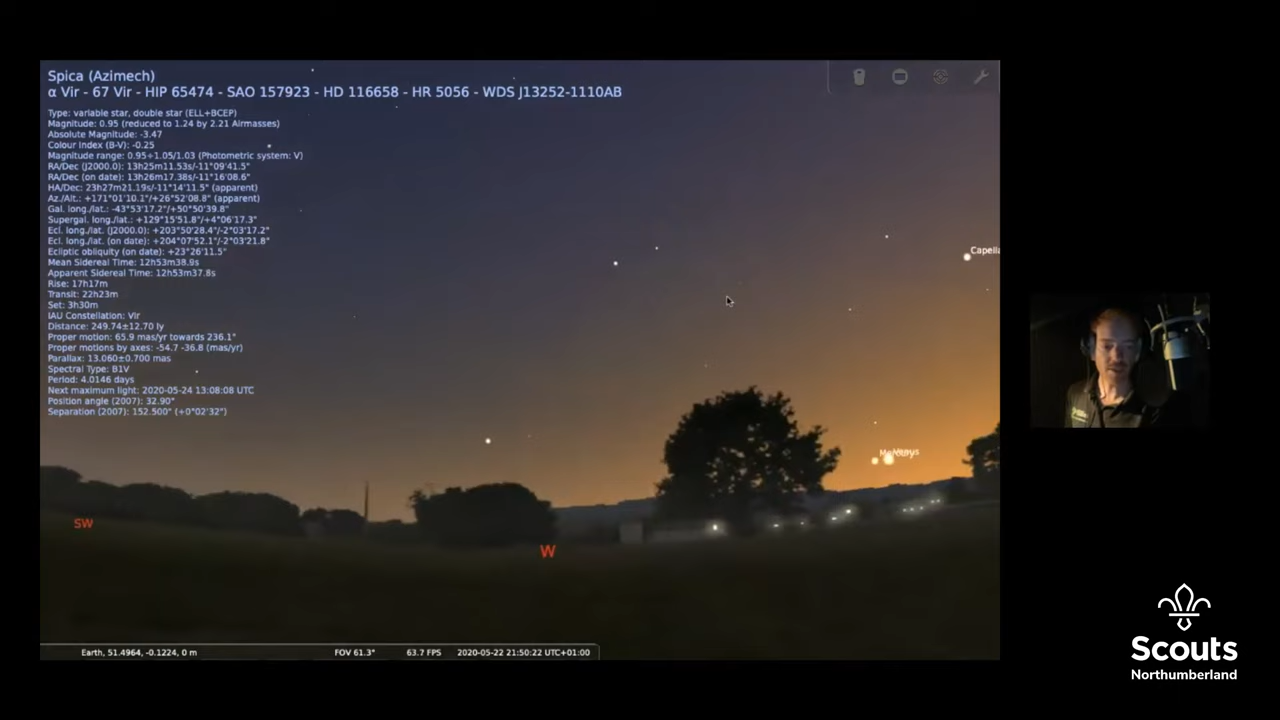 Spica (Azimech)
α Vir - 67 Vir - HIP 65474 - SAO 157923 - HD 116658 - HR 5056 - WDS J13252-1110AB
Type: variable star, double star (ELL+BCEP)
Magnitude: 0.95 (reduced to 1.24 by 2.21 Airmasses)
Absolute Magnitude: -3.47
Colour Index (B-V): -0.25
Magnitude range: 0.95÷1.05/1.03 (Photometric system: V)
RA/Dec (J2000.0): 13h25m11.53s/-11°09'41.5"
RA/Dec (on date): 13h26m17.38s/-11°16'08.6"
HA/Dec: 23h27m21.19s/-11°14'11.5" (apparent)
Az./Alt.: +171°01'10.1"/+26°52'08.8" (apparent)
Gal. long./lat.: -43°53'17.2"/+50°50'39.8"
Supergal. long./lat.: +129°15'51.8"/+4°06'17.3"
Ecl. long./lat. (J2000.0): +203°50'28.4"/-2°03'17.2"
Ecl. long./lat. (on date): +204°07'52.1"/-2°03'21.8"
Ecliptic obliquity (on date): +23°26'11.5"
Mean Sidereal Time: 12h53m38.9s
Apparent Sidereal Time: 12h53m37.8s
Rise: 17h17m
Transit: 22h23m
Set: 3h30m
IAU Constellation: Vir
Distance: 249.74±12.70 ly
Proper motion: 65.9 mas/yr towards 236.1°
Proper motions by axes: -54.7 -36.8 (mas/yr)
Parallax: 13.060±0.700 mas
Spectral Type: B1V
Period: 4.0146 days
Next maximum light: 2020-05-24 13:08:08 UTC
Position angle (2007): 32.90°
Separation (2007): 152.500" (+0°02'32")
Capella
Mercury
Venus
SW
W
Earth, 51.4964, -0.1224, 0 m FOV 61.3° 63.7 FPS 2020-05-22 21:50:22 UTC+01:00
Scouts
Northumberland